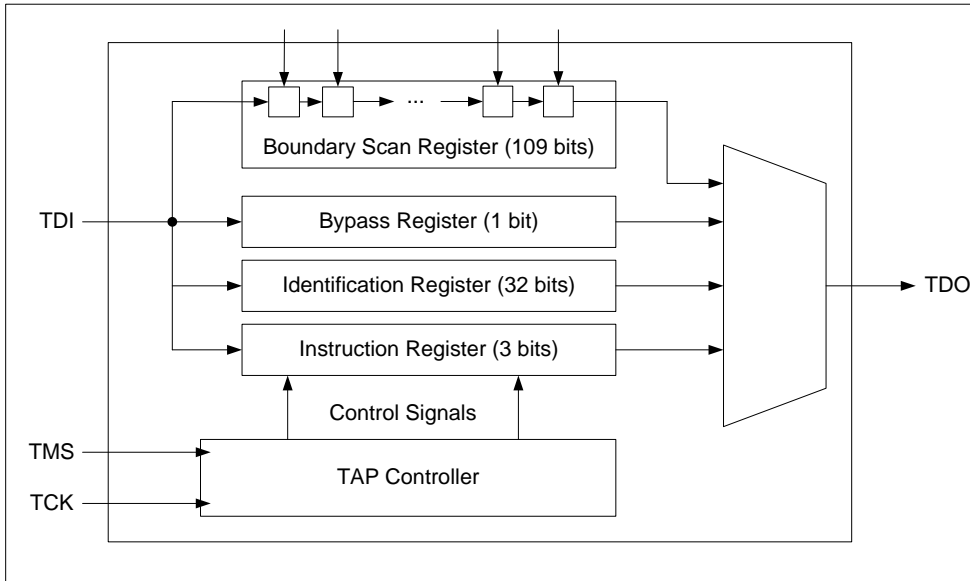 ...
Boundary Scan Register (109 bits)
TDI
Bypass Register (1 bit)
Identification Register (32 bits)
TDO
Instruction Register (3 bits)
Control Signals
TMS
TAP Controller
TCK